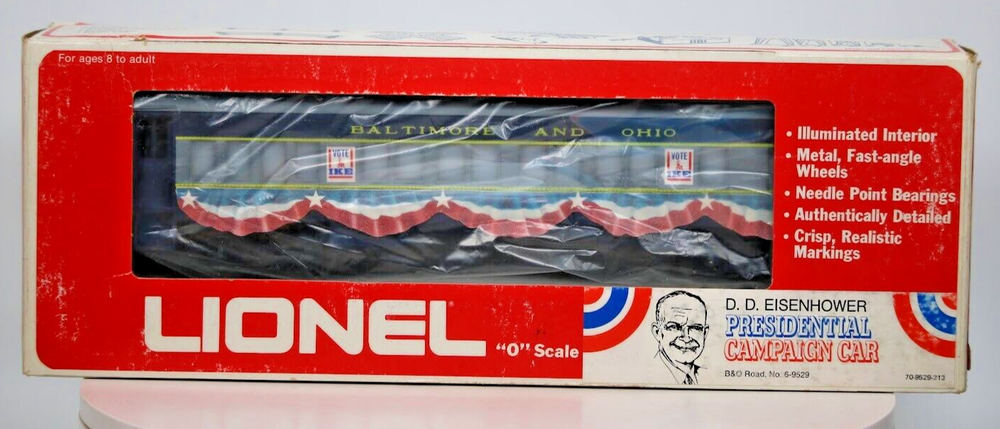 For ages 8 to adult
BALTIMORE AND OHIO
VOTE
IKE
VOTE
IKE
• Illuminated Interior
• Metal, Fast-angle
Wheels
• Needle Point Bearings
• Authentically Detailed
• Crisp, Realistic
Markings
LIONEL
"O" Scale
D. D. EISENHOWER
PRESIDENTIAL
CAMPAIGN CAR
B&O Road, No. 6-9529
70-9529-213